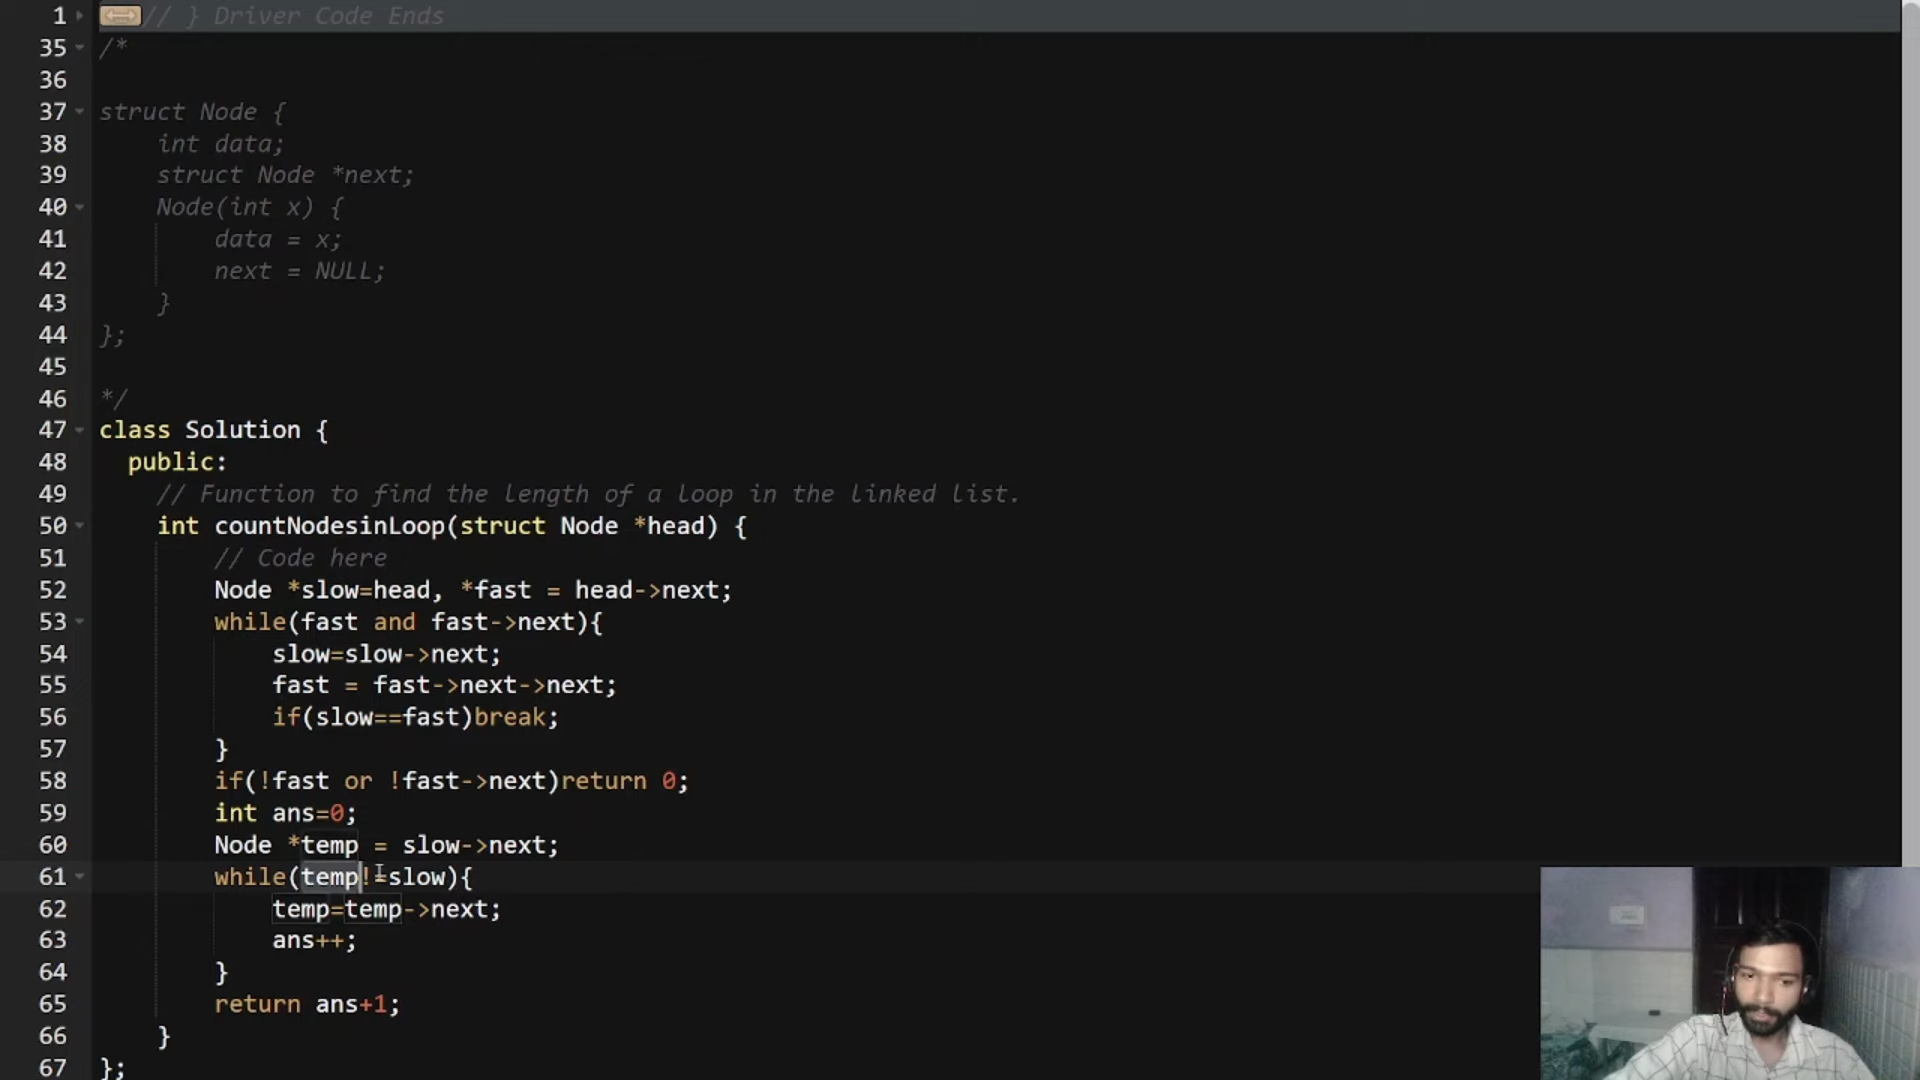 1 // } Driver Code Ends
35 /*
36
37 struct Node {
38 int data;
39 struct Node *next;
40 Node(int x) {
41 data = x;
42 next = NULL;
43 }
44 };
45
46 */
47 class Solution {
48 public:
49 // Function to find the length of a loop in the linked list.
50 int countNodesinLoop(struct Node *head) {
51 // Code here
52 Node *slow=head, *fast = head->next;
53 while(fast and fast->next){
54 slow=slow->next;
55 fast = fast->next->next;
56 if(slow==fast)break;
57 }
58 if(!fast or !fast->next)return 0;
59 int ans=0;
60 Node *temp = slow->next;
61 while(temp!=slow){
62 temp=temp->next;
63 ans++;
64 }
65 return ans+1;
66 }
67 };